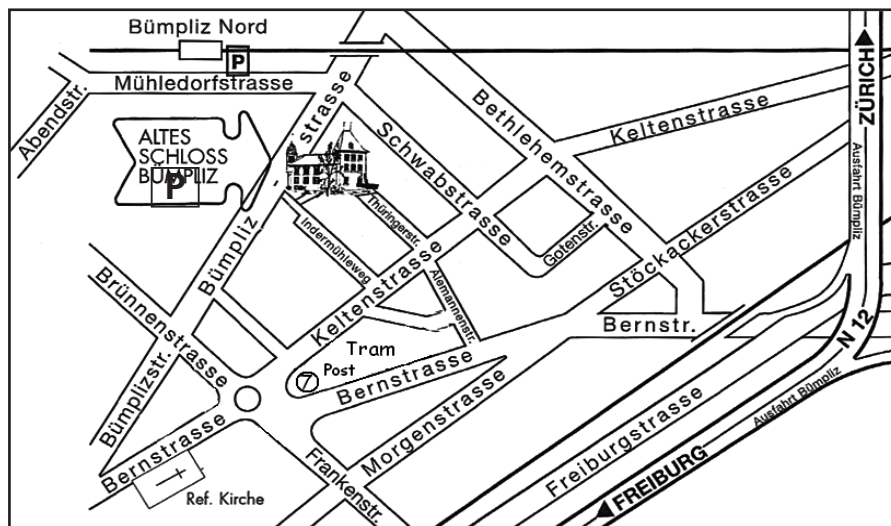 Bümpliz Nord
P
Mühledorfstrasse
Abendstr.
ALTES
SCHLOSS
BÜMPLIZ
P
strasse
Bümpliz
Schwabstrasse
Bethlehemstrasse
Keltenstrasse
ZÜRICH
Ausfahrt Bümpliz
Thüringerstr.
Indermühleweg
Gotenstr.
Stöckackerstrasse
Brünnenstrasse
Keltenstrasse
Alemannenstr.
Bernstr.
N 12
Tram
7 Post
Bernstrasse
Bümplizstr.
Morgenstrasse
Freiburgstrasse
Ausfahrt Bümpliz
Bernstrasse
Frankenstr.
FREIBURG
Ref. Kirche